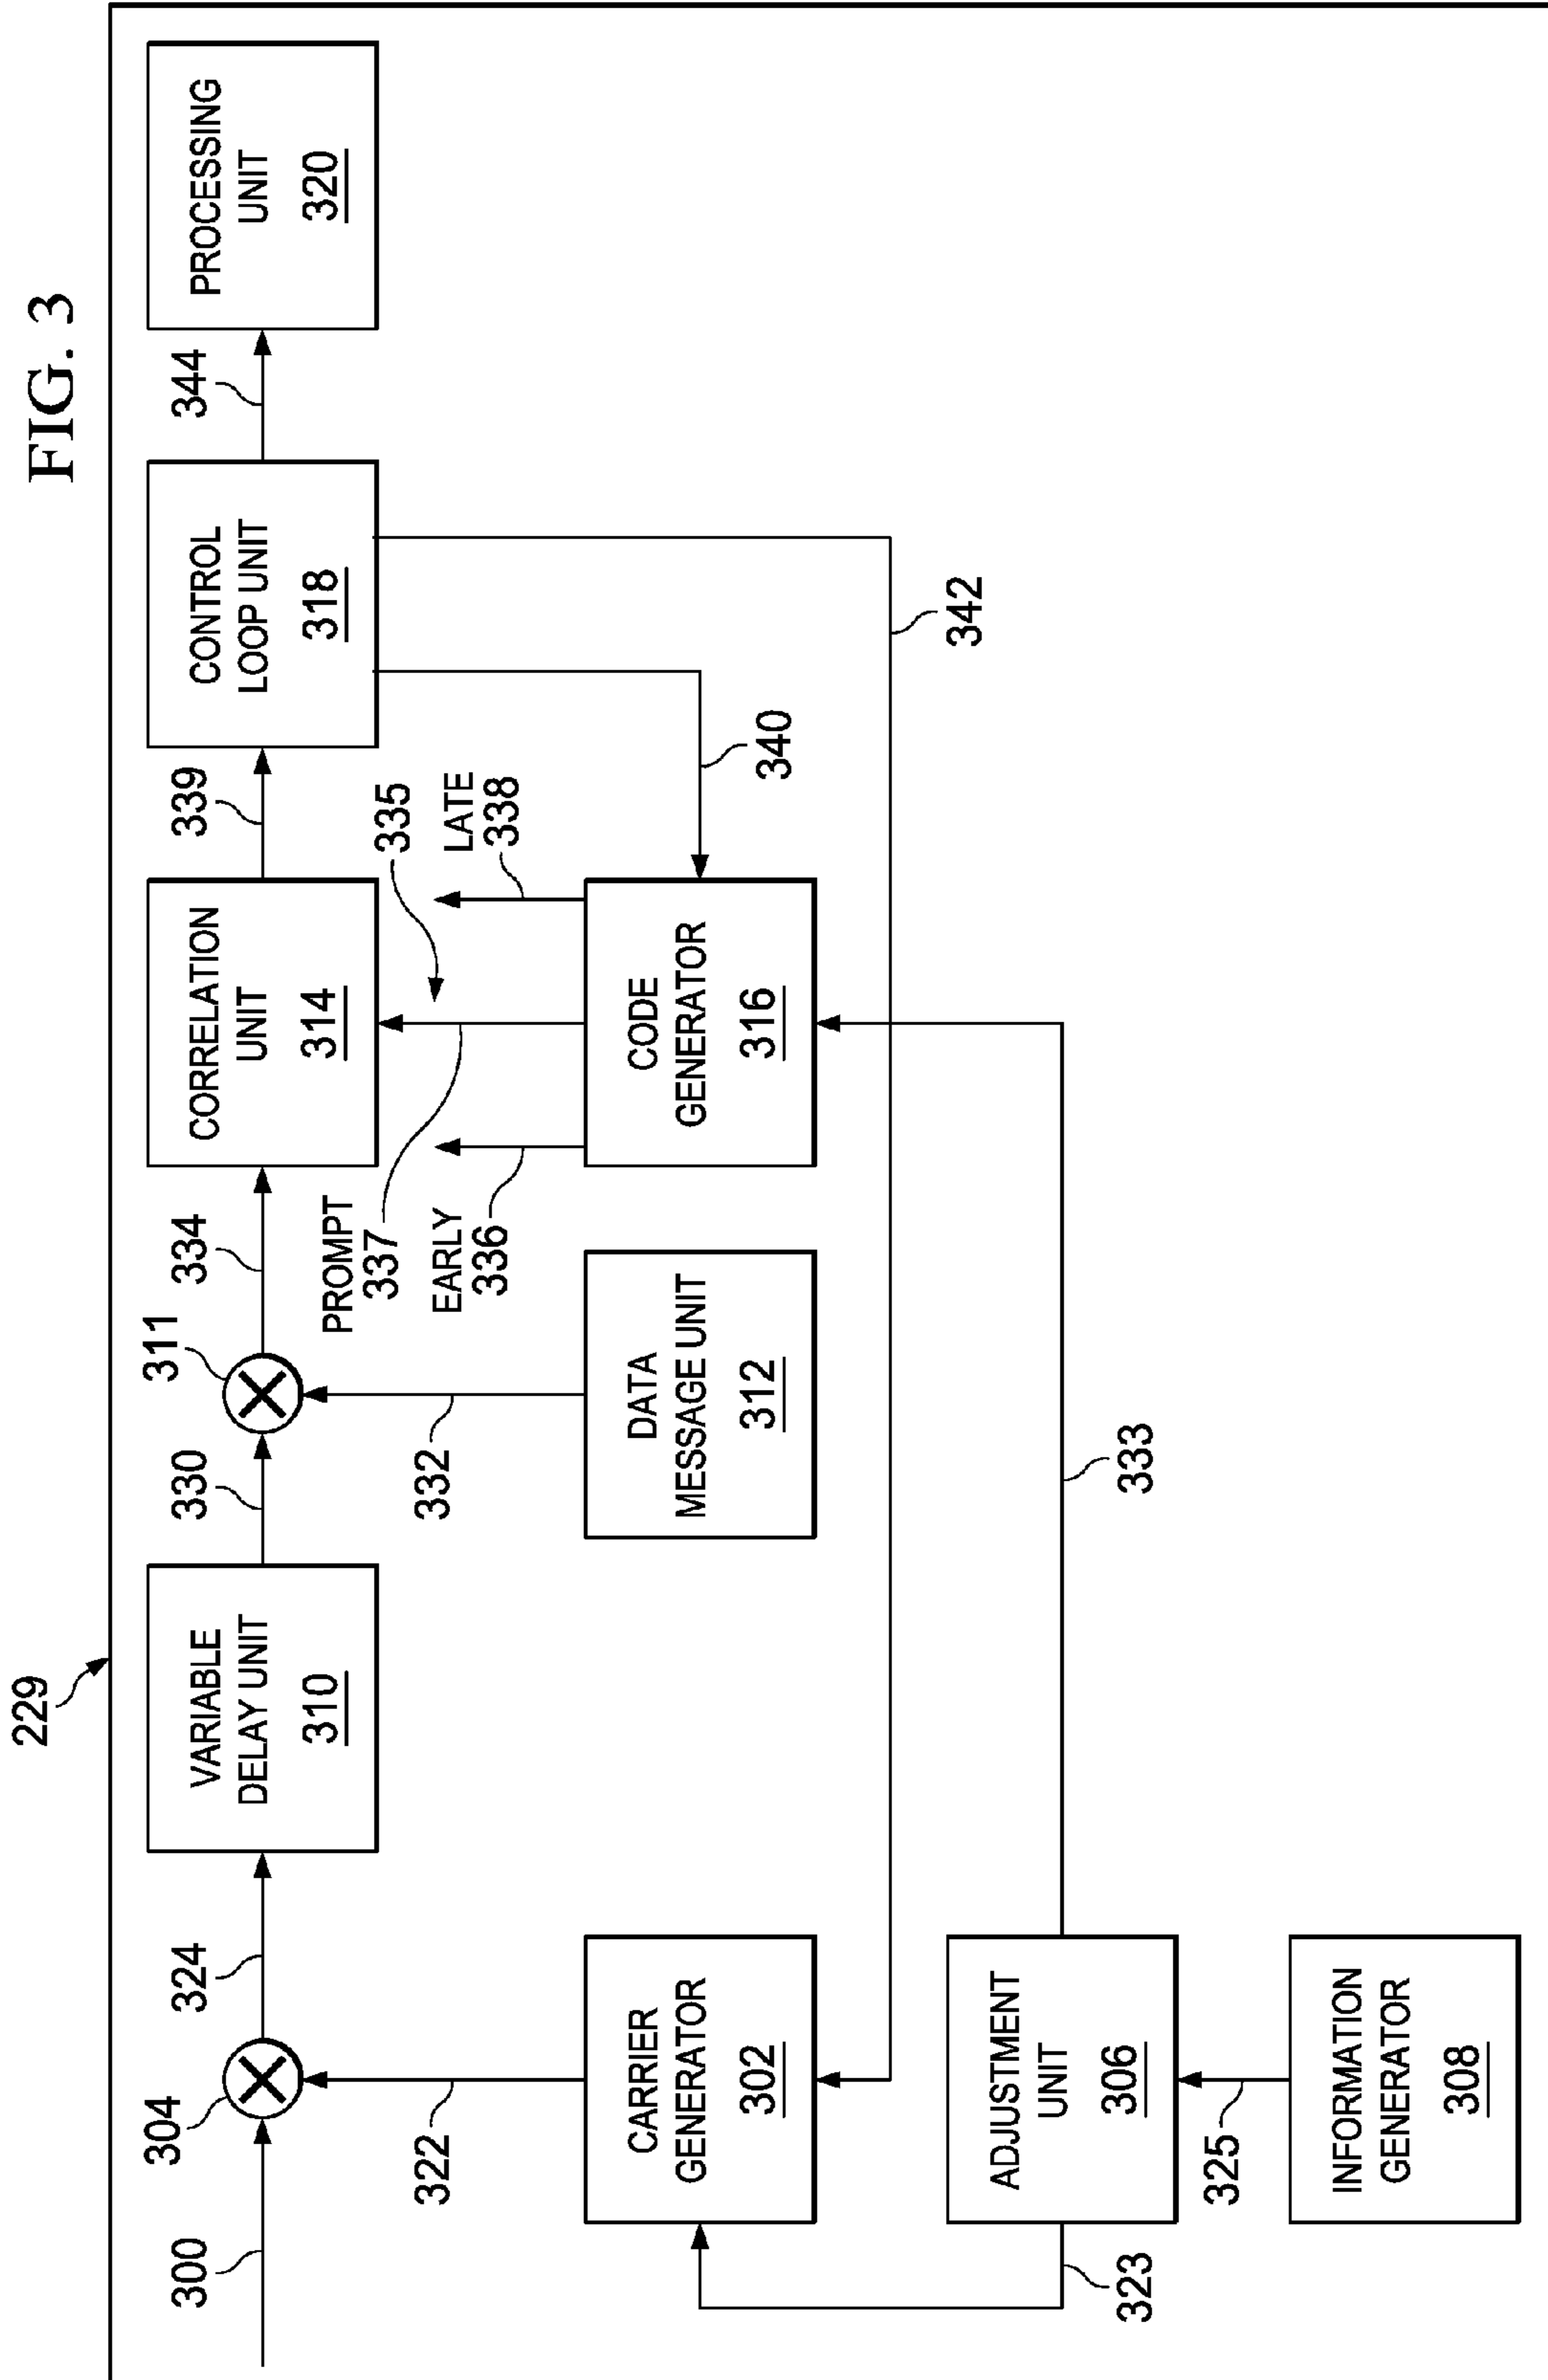 FIG. 3
229
300
304
324
VARIABLE
DELAY UNIT
310
330
311
334
CORRELATION
UNIT
314
339
CONTROL
LOOP UNIT
318
344
PROCESSING
UNIT
320
322
332
PROMPT
337
EARLY
336
335
LATE
338
CARRIER
GENERATOR
302
DATA
MESSAGE UNIT
312
CODE
GENERATOR
316
340
342
323
ADJUSTMENT
UNIT
306
333
325
INFORMATION
GENERATOR
308